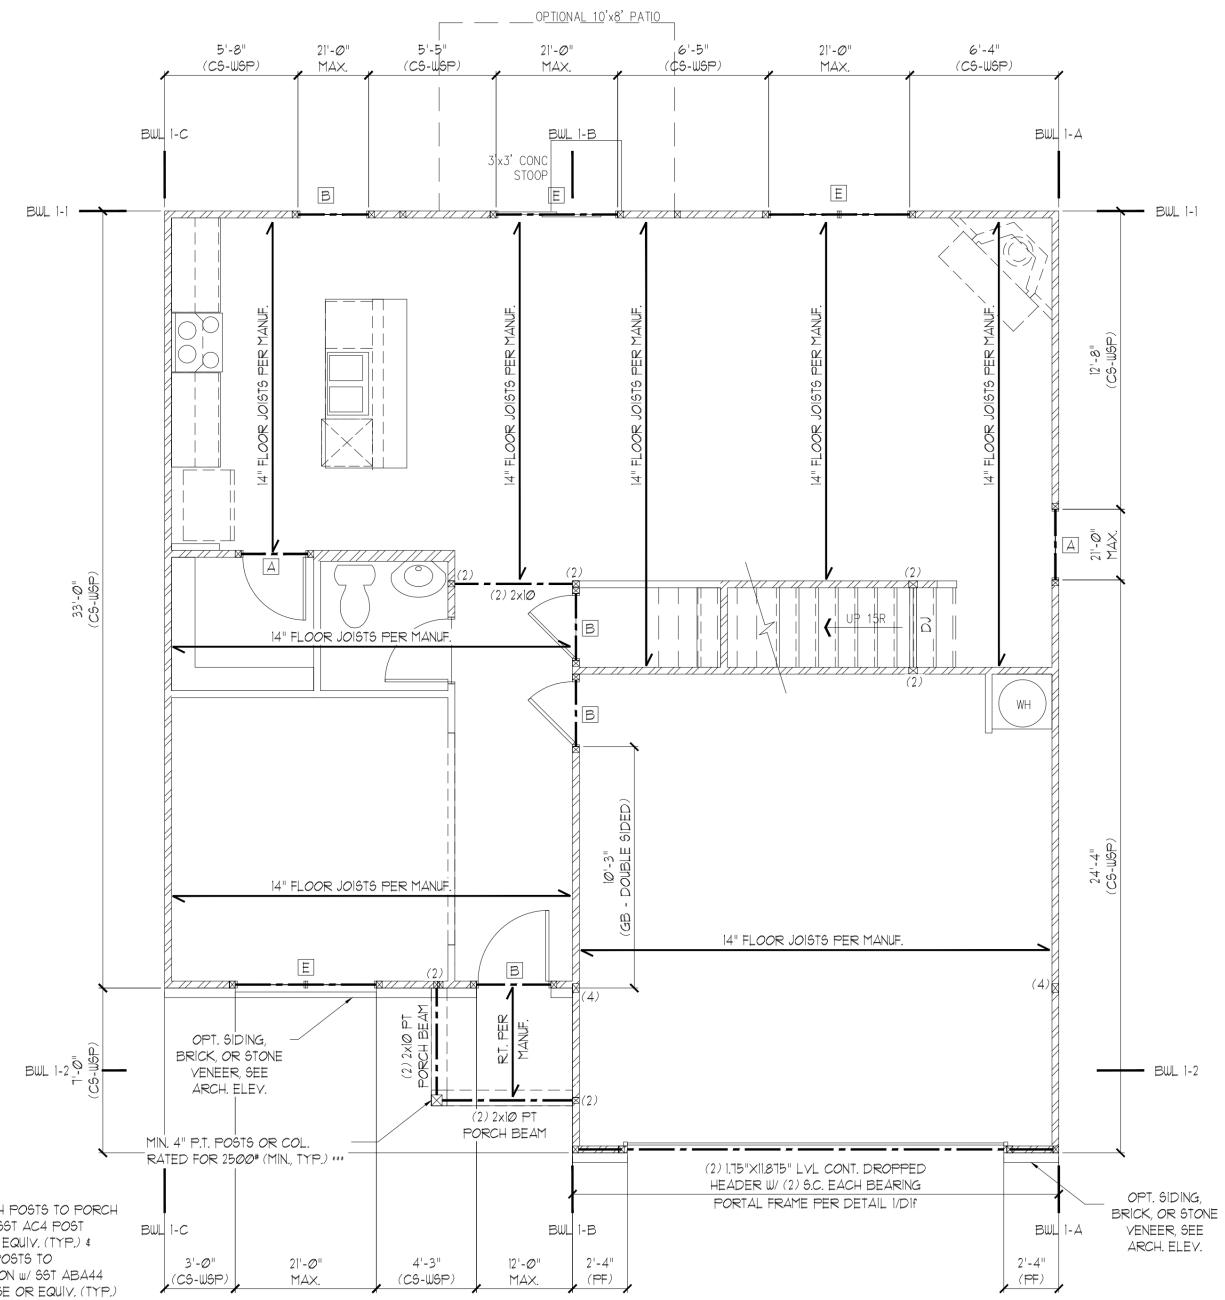 OPTIONAL 10'x8' PATIO
5'-8"
(CS-WSP)
21'-0"
MAX.
5'-5"
(CS-WSP)
21'-0"
MAX.
6'-5"
(CS-WSP)
21'-0"
MAX.
6'-4"
(CS-WSP)
BWL 1-C
BWL 1-B
BWL 1-A
3'x3' CONC
STOOP
B
E
E
BWL 1-1
BWL 1-1
14" FLOOR JOISTS PER MANUF.
14" FLOOR JOISTS PER MANUF.
14" FLOOR JOISTS PER MANUF.
14" FLOOR JOISTS PER MANUF.
14" FLOOR JOISTS PER MANUF.
12'-8"
(CS-WSP)
A
21'-0"
MAX.
A
(2)
(2)
(2)
(2) 2x10
33'-0"
(CS-WSP)
B
UP 15R
DJ
14" FLOOR JOISTS PER MANUF.
(2)
B
WH
10'-3"
(GB - DOUBLE SIDED)
24'-4"
(CS-WSP)
14" FLOOR JOISTS PER MANUF.
14" FLOOR JOISTS PER MANUF.
E
(2)
B
(4)
(4)
OPT. SIDING,
BRICK, OR STONE
VENEER, SEE
ARCH. ELEV.
(2) 2x10 PT
PORCH BEAM
RT. PER
MANUF.
BWL 1-2
7'-0"
(CS-WSP)
BWL 1-2
(2)
(2) 2x10 PT
PORCH BEAM
MIN. 4" P.T. POSTS OR COL.
RATED FOR 2500# (MIN., TYP.) ***
(2) 1.75"X11.875" LVL CONT. DROPPED
HEADER W/ (2) S.C. EACH BEARING
PORTAL FRAME PER DETAIL 1/D1f
OPT. SIDING,
BRICK, OR STONE
VENEER, SEE
ARCH. ELEV.
H POSTS TO PORCH
SST AC4 POST
EQUIV. (TYP.) &
POSTS TO
ON w/ SST ABA44
SE OR EQUIV. (TYP.)
BWL 1-C
BWL 1-B
BWL 1-A
3'-0"
(CS-WSP)
21'-0"
MAX.
4'-3"
(CS-WSP)
12'-0"
MAX.
2'-4"
(PF)
2'-4"
(PF)